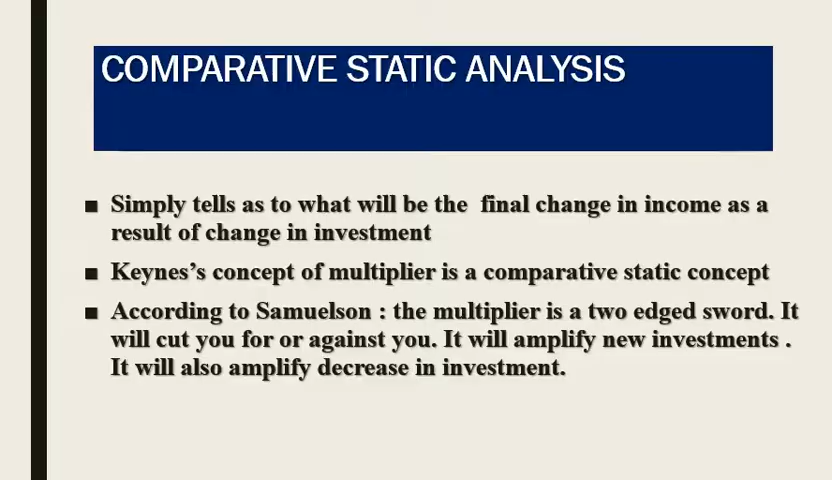 COMPARATIVE STATIC ANALYSIS
■ Simply tells as to what will be the final change in income as a
result of change in investment
■ Keynes's concept of multiplier is a comparative static concept
■ According to Samuelson : the multiplier is a two edged sword. It
will cut you for or against you. It will amplify new investments .
It will also amplify decrease in investment.